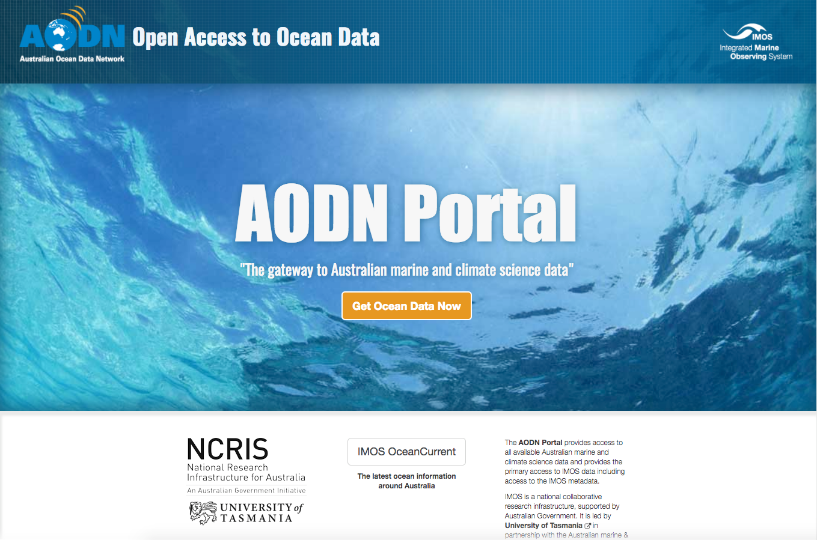 AODN
Australian Ocean Data Network
Open Access to Ocean Data
IMOS
Integrated Marine
Observing System
AODN Portal
"The gateway to Australian marine and climate science data"
Get Ocean Data Now
NCRIS
National Research
Infrastructure for Australia
An Australian Government Initiative
UNIVERSITY of
TASMANIA
IMOS OceanCurrent
The latest ocean information
around Australia
The AODN Portal provides access to
all available Australian marine and
climate science data and provides the
primary access to IMOS data including
access to the IMOS metadata.
IMOS is a national collaborative
research infrastructure, supported by
Australian Government. It is led by
University of Tasmania in
partnership with the Australian marine &